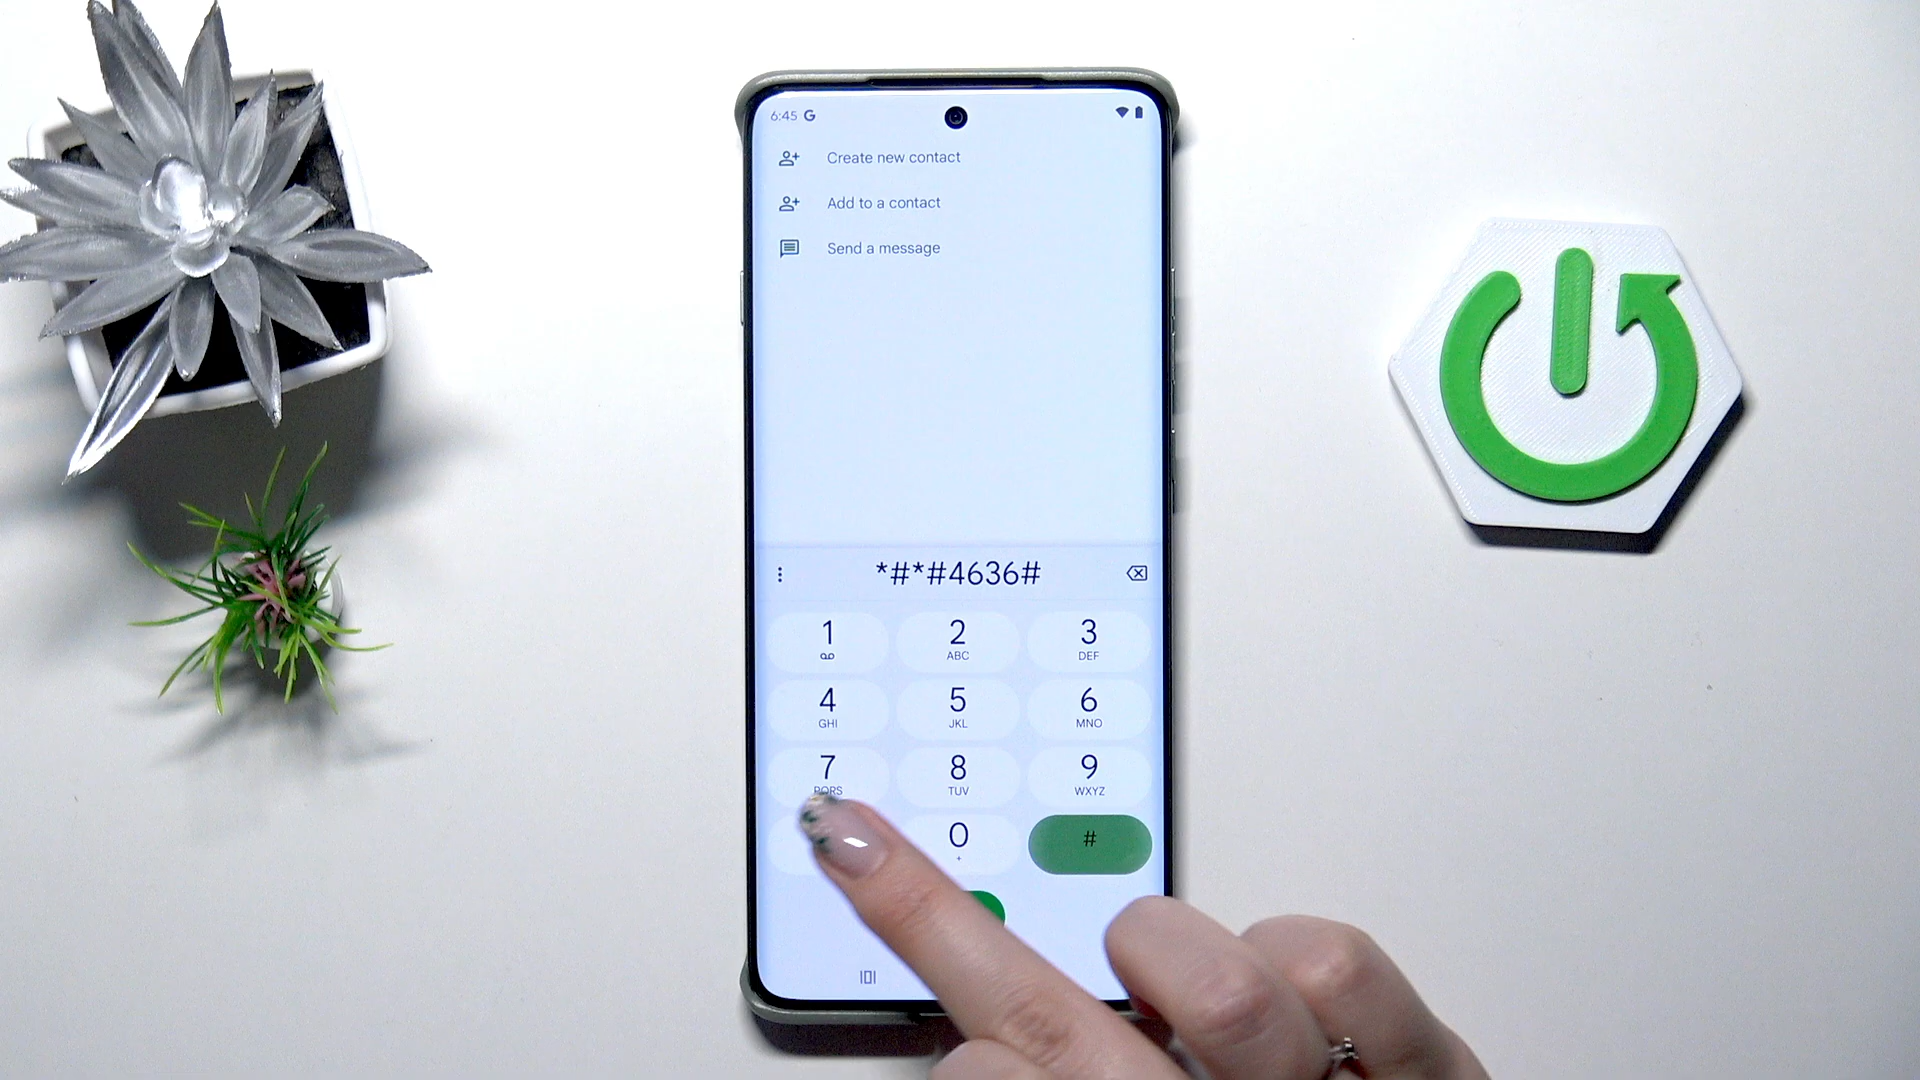 6:45 G
Create new contact
Add to a contact
Send a message
*#*#4636#
1 2 3
ABC DEF
4 5 6
GHI JKL MNO
7 8 9
PQRS TUV WXYZ
0 #
+